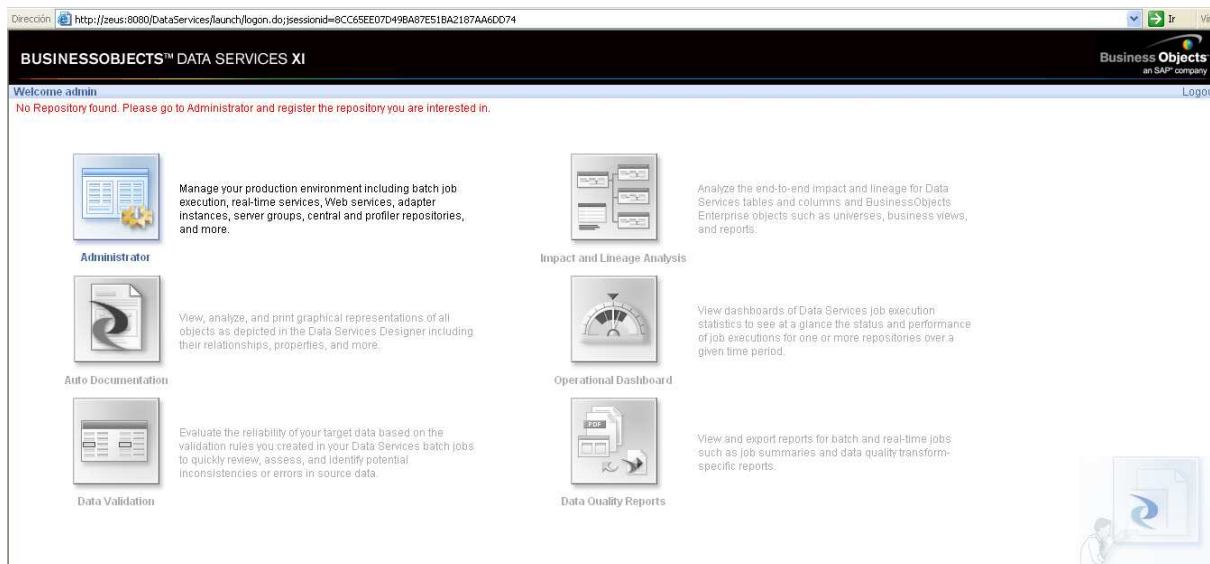 Dirección http://zeus:8080/DataServices/launch/logon.do;jsessionid=8CC65EE07D49BA87E51BA2187AA6DD74 Ir
BUSINESSOBJECTS™ DATA SERVICES XI
Business Objects
an SAP® company
Welcome admin
No Repository found. Please go to Administrator and register the repository you are interested in.
Manage your production environment including batch job
execution, real-time services, Web services, adapter
instances, server groups, central and profiler repositories,
and more.
Administrator
Analyze the end-to-end impact and lineage for Data
Services tables and columns and BusinessObjects
Enterprise objects such as universes, business views,
and reports.
Impact and Lineage Analysis
View, analyze, and print graphical representations of all
objects as depicted in the Data Services Designer including
their relationships, properties, and more.
Auto Documentation
View dashboards of Data Services job execution
statistics to see at a glance the status and performance
of job executions for one or more repositories over a
given time period.
Operational Dashboard
Evaluate the reliability of your target data based on the
validation rules you created in your Data Services batch jobs
to quickly review, assess, and identify potential
inconsistencies or errors in source data.
Data Validation
PDF
View and export reports for batch and real-time jobs
such as job summaries and data quality transform-
specific reports.
Data Quality Reports